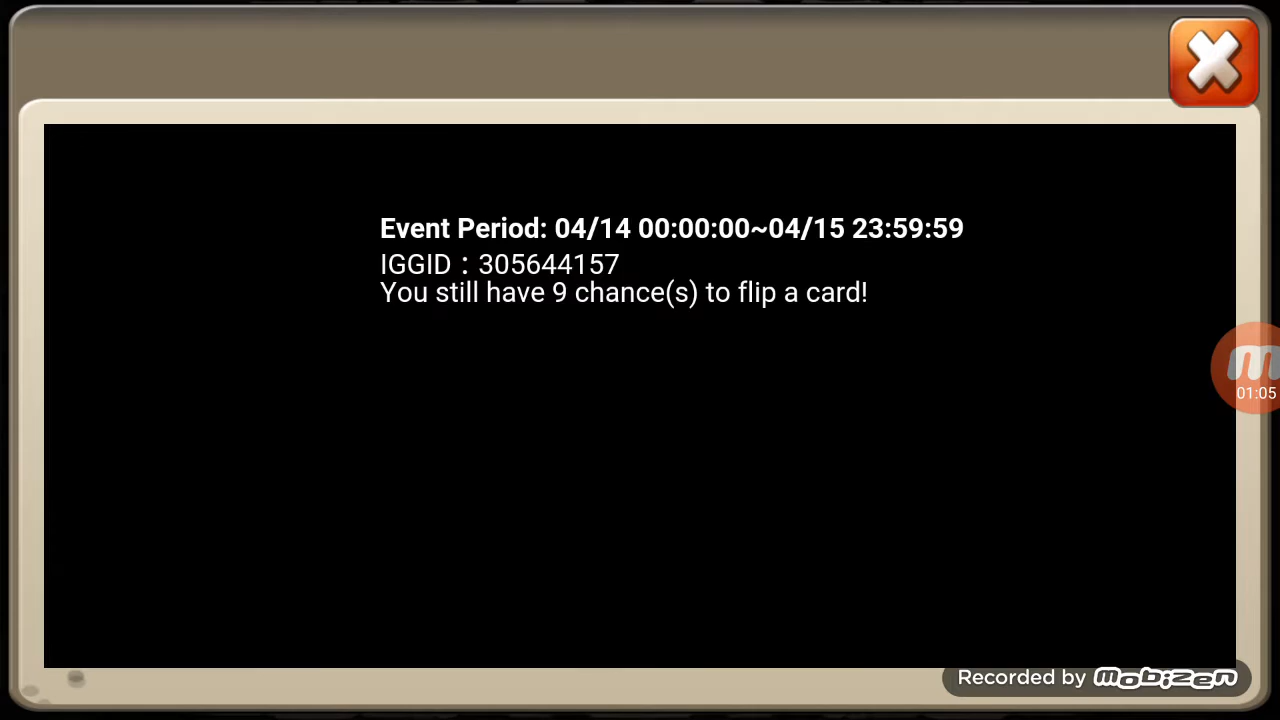 Event Period: 04/14 00:00:00~04/15 23:59:59
IGGID：305644157
You still have 9 chance(s) to flip a card!
01:05
Recorded by mobizen